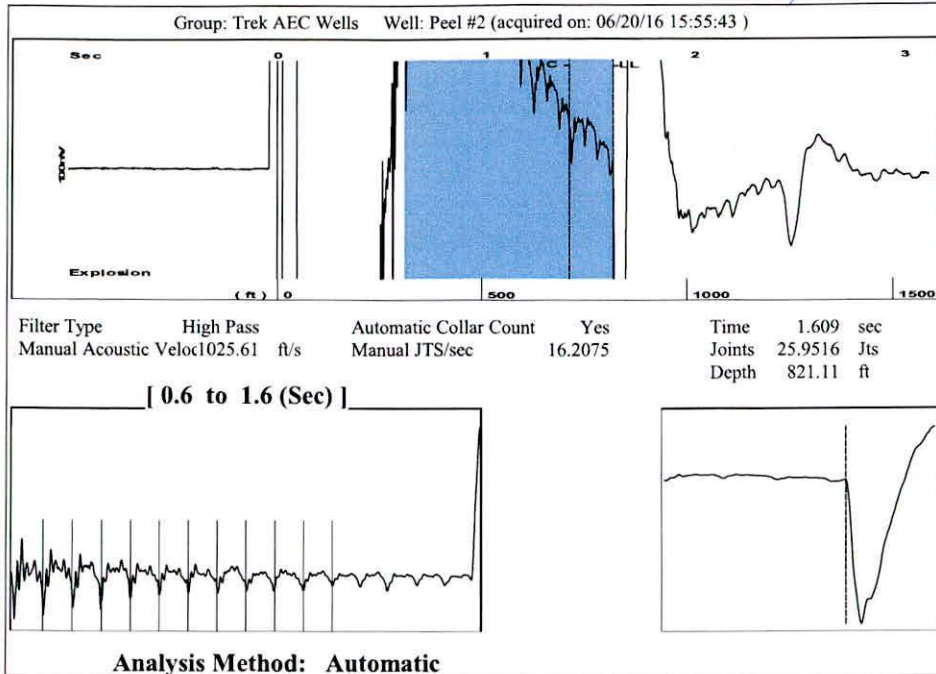 Group: Trek AEC Wells Well: Peel #2 (acquired on: 06/20/16 15:55:43 )
Sec 0 1 2 3
C LL
100mV
Explosion
( ft ) 0 500 1000 1500
Filter Type High Pass Automatic Collar Count Yes Time 1.609 sec
Manual Acoustic Veloc1025.61 ft/s Manual JTS/sec 16.2075 Joints 25.9516 Jts
Depth 821.11 ft
[ 0.6 to 1.6 (Sec) ]
Analysis Method: Automatic